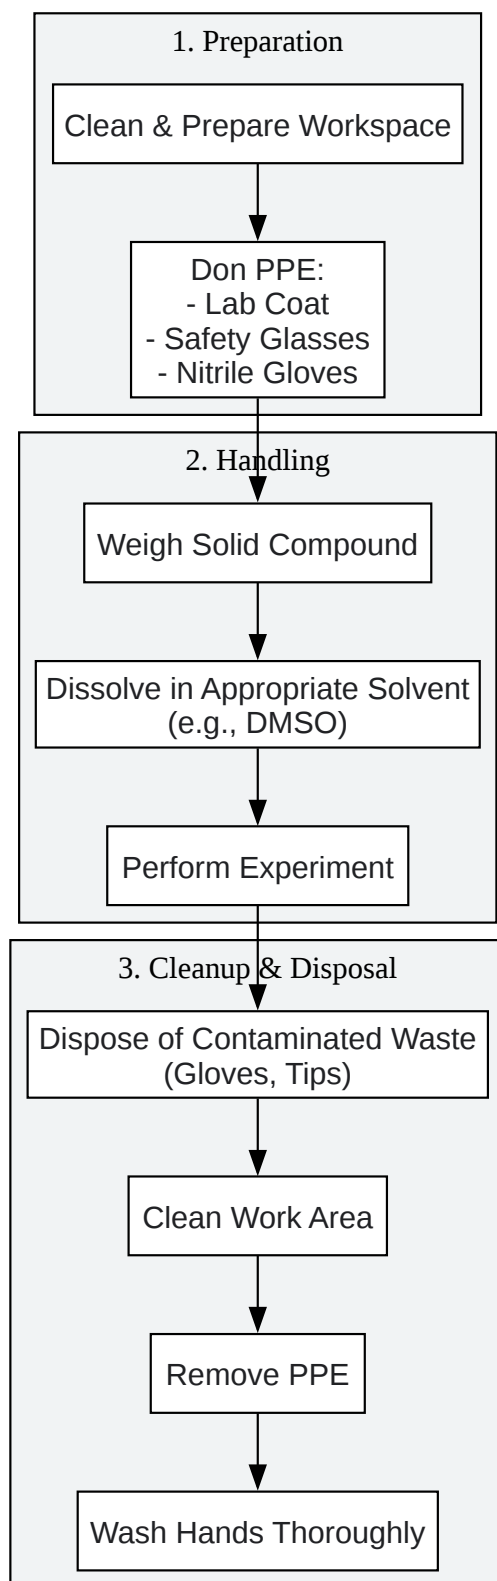 1. Preparation
Clean & Prepare Workspace
Don PPE:
- Lab Coat
- Safety Glasses
- Nitrile Gloves
2. Handling
Weigh Solid Compound
Dissolve in Appropriate Solvent
(e.g., DMSO)
Perform Experiment
3. Cleanup & Disposal
Dispose of Contaminated Waste
(Gloves, Tips)
Clean Work Area
Remove PPE
Wash Hands Thoroughly